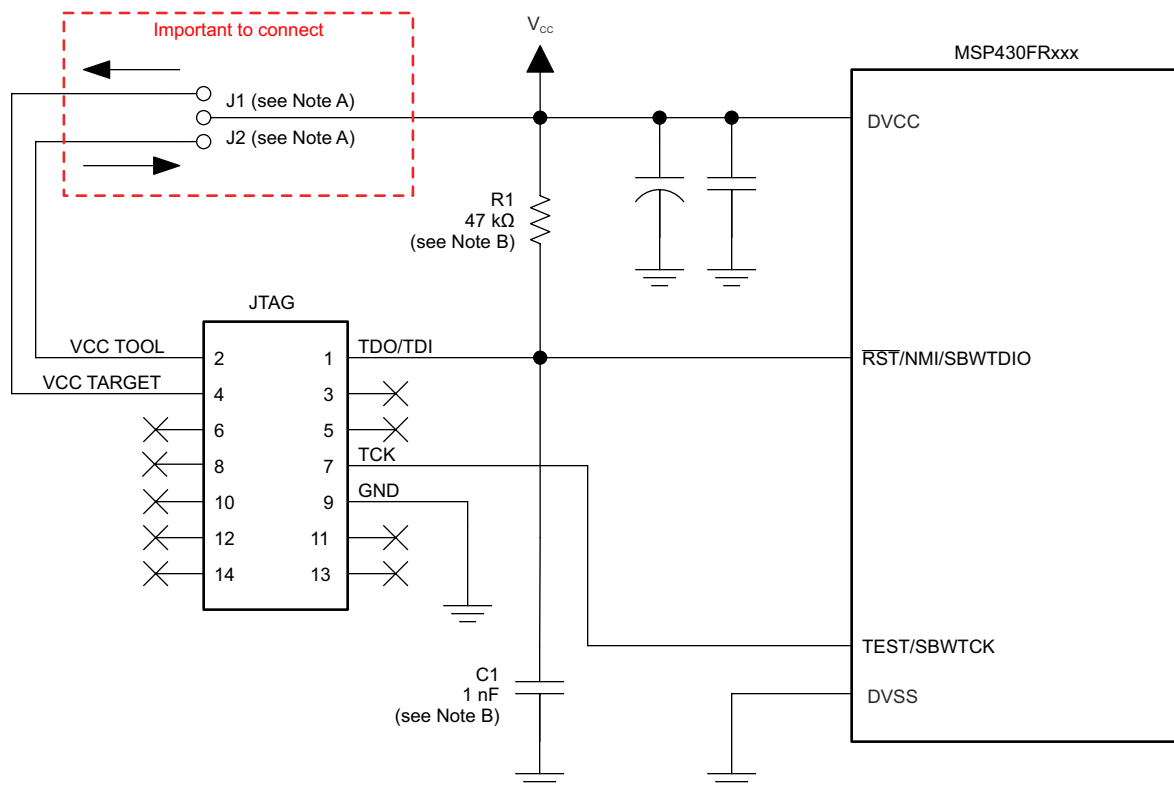 Important to connect
J1 (see Note A)
J2 (see Note A)
VCC
MSP430FRxxx
DVCC
R1
47 kΩ
(see Note B)
JTAG
VCC TOOL
2
1
TDO/TDI
RST/NMI/SBWTDIO
VCC TARGET
4
3
6
5
8
7
TCK
10
9
GND
12
11
14
13
TEST/SBWTCK
C1
1 nF
(see Note B)
DVSS